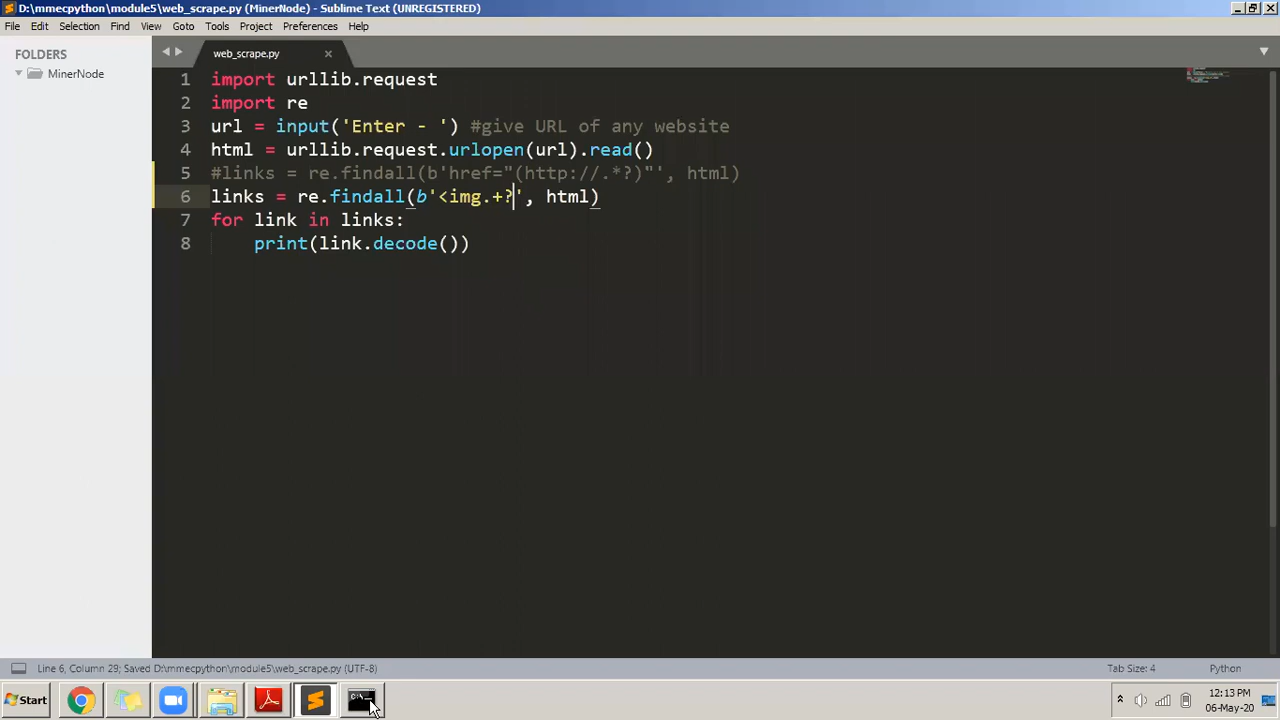 D:\mmecpython\module5\web_scrape.py (MinerNode) - Sublime Text (UNREGISTERED)
File Edit Selection Find View Goto Tools Project Preferences Help
FOLDERS
MinerNode
web_scrape.py
1 import urllib.request
2 import re
3 url = input('Enter - ') #give URL of any website
4 html = urllib.request.urlopen(url).read()
5 #links = re.findall(b'href="(http://.*?)"', html)
6 links = re.findall(b'<img.+?', html)
7 for link in links:
8 print(link.decode())
Line 6, Column 29; Saved D:\mmecpython\module5\web_scrape.py (UTF-8) Tab Size: 4 Python
Start 12:13 PM
06-May-20